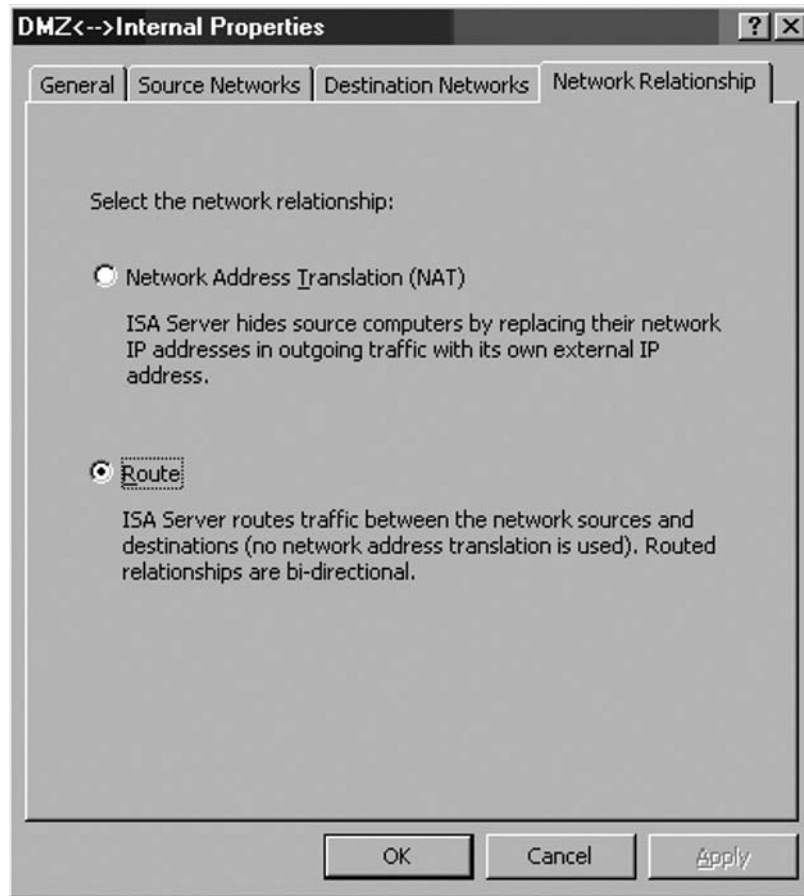 DMZ<-->Internal Properties
? X
General Source Networks Destination Networks Network Relationship
Select the network relationship:
Network Address Translation (NAT)
ISA Server hides source computers by replacing their network
IP addresses in outgoing traffic with its own external IP
address.
Route
ISA Server routes traffic between the network sources and
destinations (no network address translation is used). Routed
relationships are bi-directional.
OK Cancel Apply